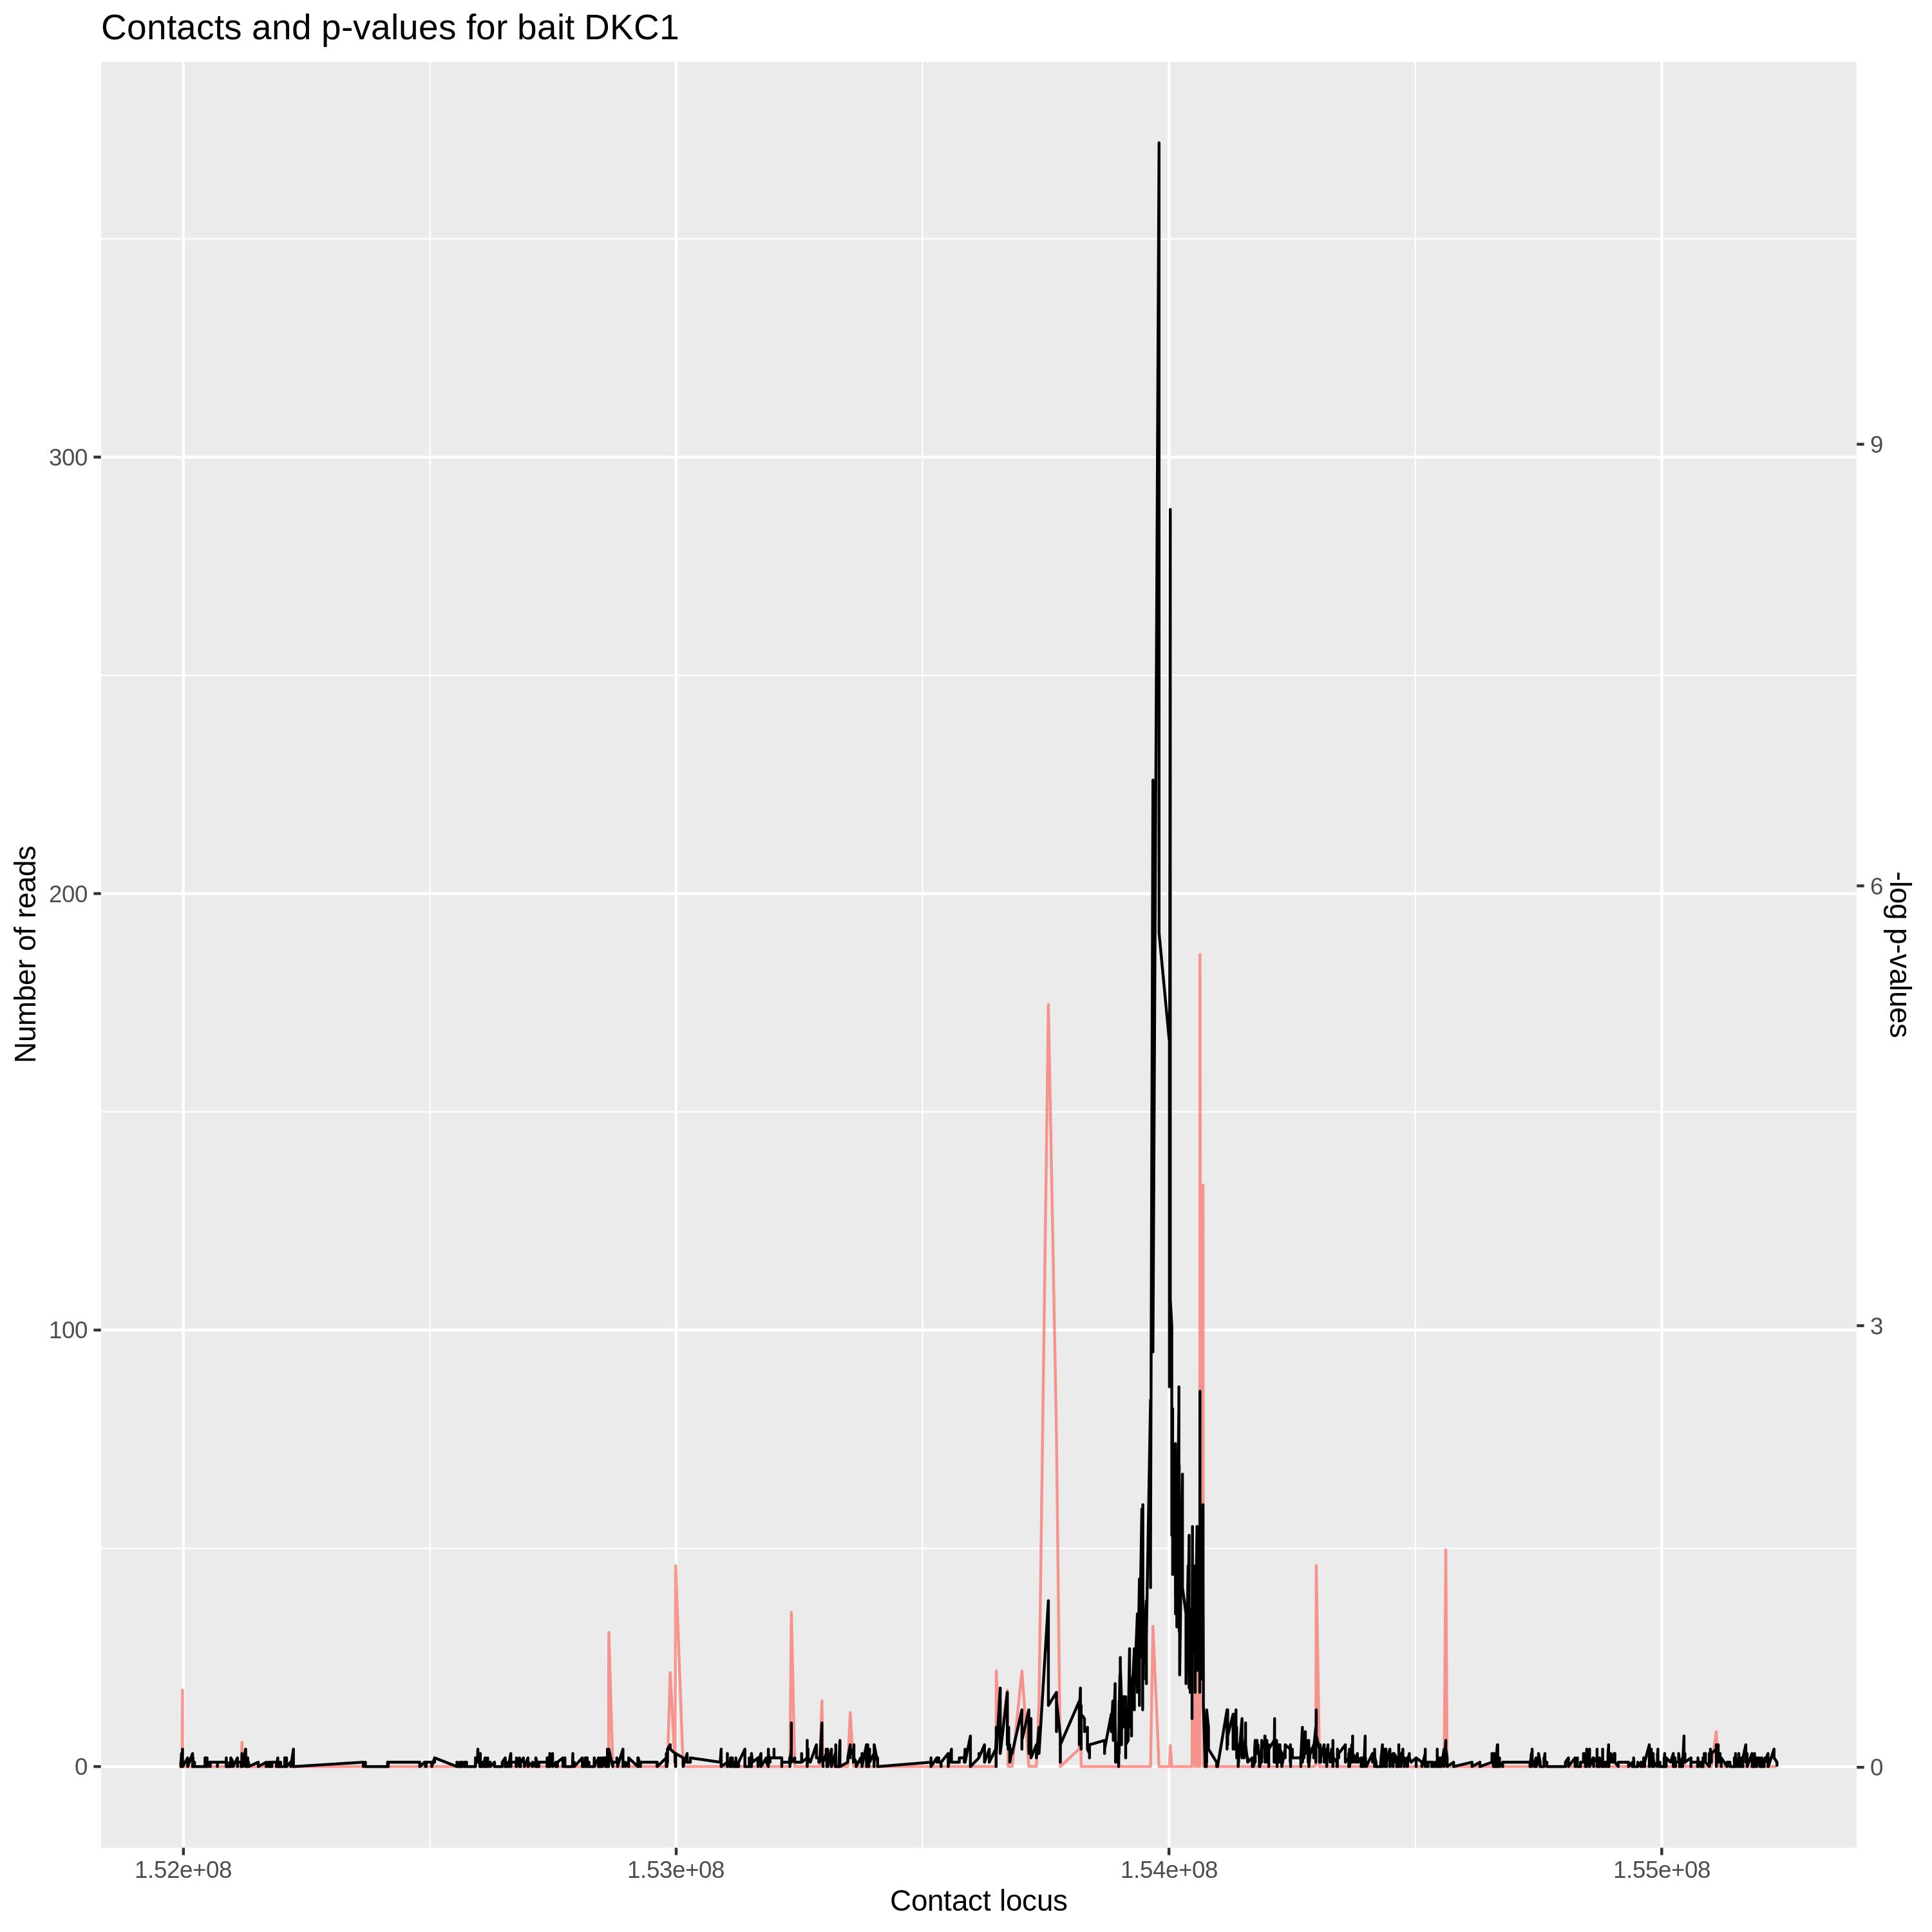 Contacts and p-values for bait DKC1
Number of reads
300
200
100
0
9
6
3
0
-log p-values
1.52e+08
1.53e+08
1.54e+08
1.55e+08
Contact locus